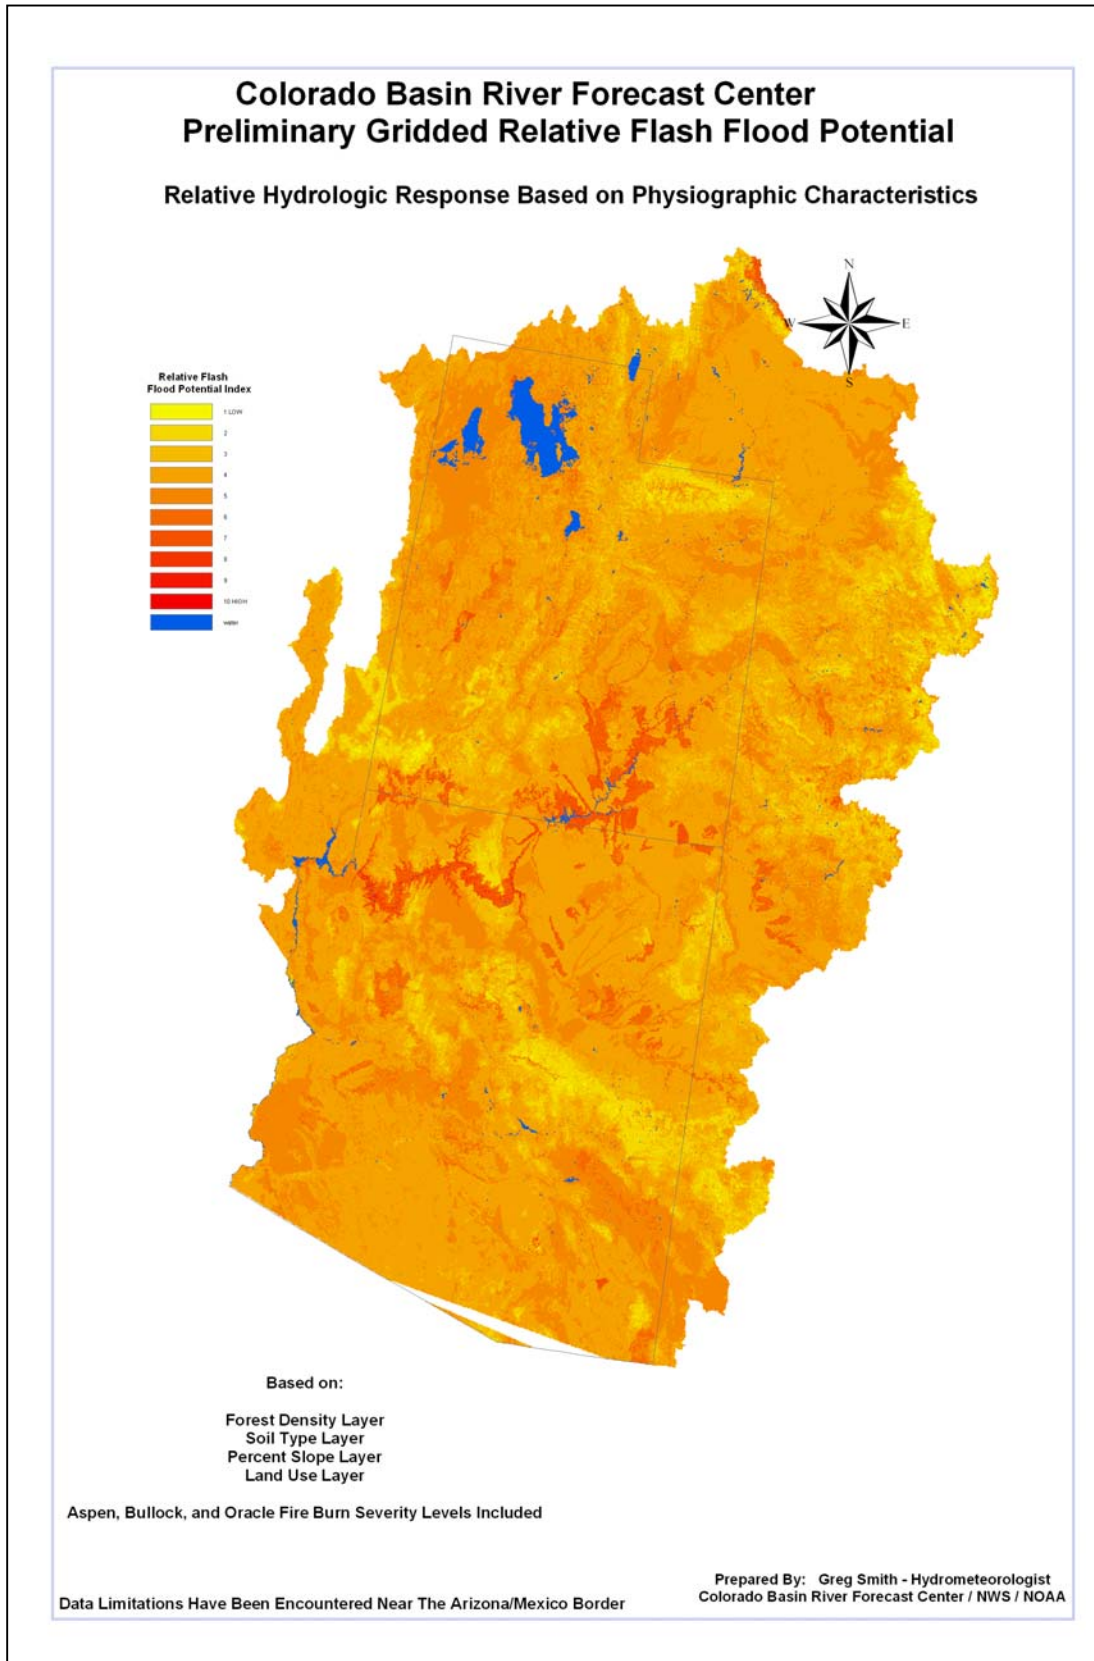 Colorado Basin River Forecast Center
Preliminary Gridded Relative Flash Flood Potential
Relative Hydrologic Response Based on Physiographic Characteristics
N
W
E
S
Relative Flash
Flood Potential Index
1 LOW
2
3
4
5
6
7
8
9
10 HIGH
water
Based on:
Forest Density Layer
Soil Type Layer
Percent Slope Layer
Land Use Layer
Aspen, Bullock, and Oracle Fire Burn Severity Levels Included
Prepared By: Greg Smith - Hydrometeorologist
Colorado Basin River Forecast Center / NWS / NOAA
Data Limitations Have Been Encountered Near The Arizona/Mexico Border